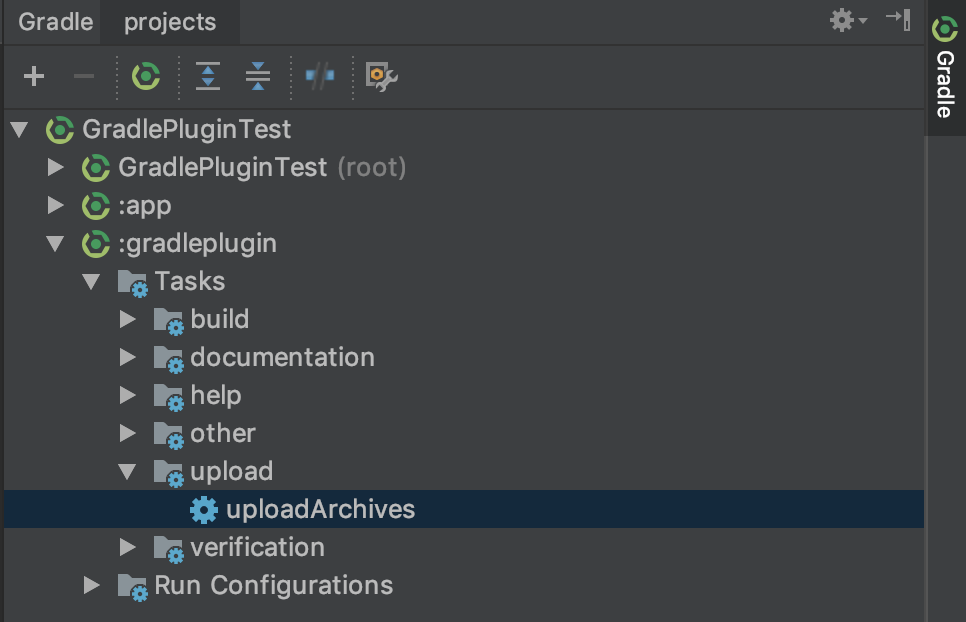 Gradle projects
Gradle
GradlePluginTest
GradlePluginTest (root)
:app
:gradleplugin
Tasks
build
documentation
help
other
upload
uploadArchives
verification
Run Configurations